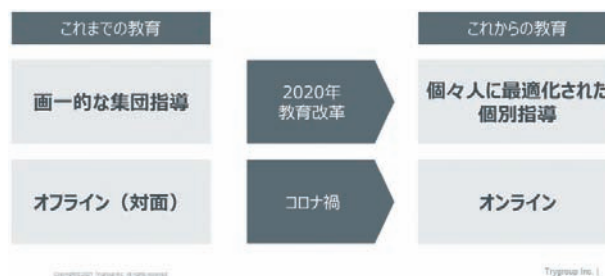 これまでの教育
これからの教育
画一的な集団指導
2020年
教育改革
個々人に最適化された
個別指導
オフライン（対面）
コロナ禍
オンライン
Trygroup Inc. |